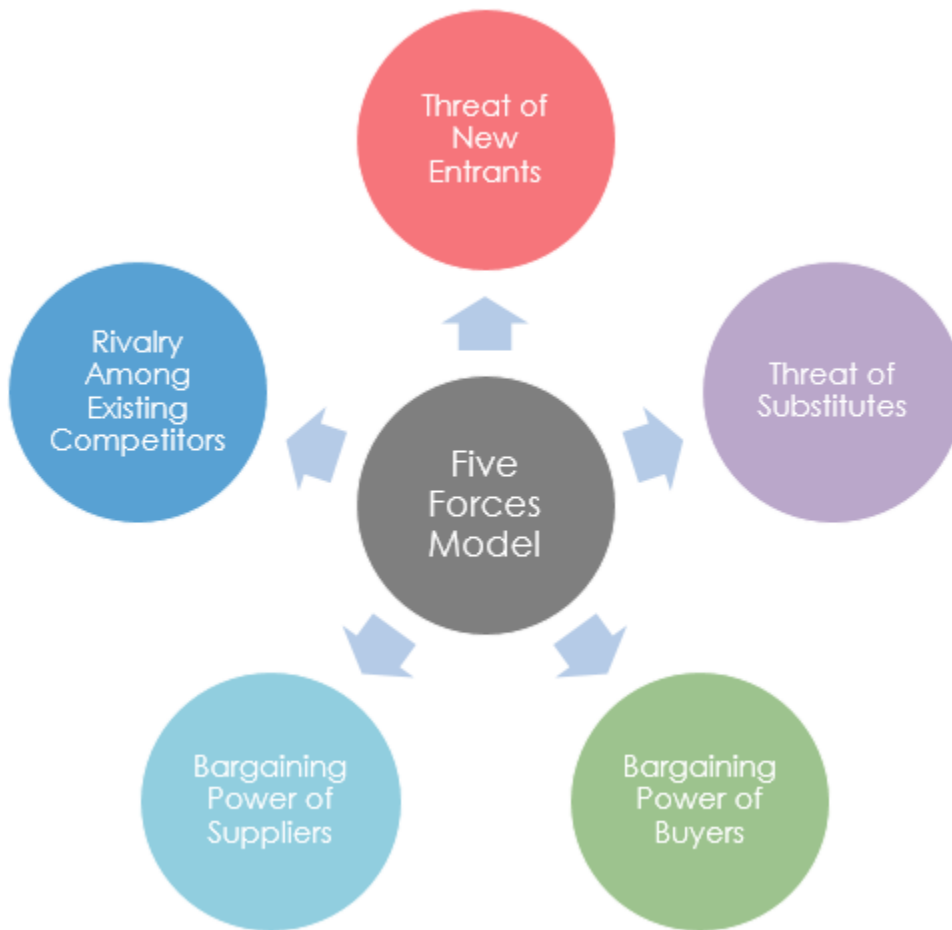 Threat of
New
Entrants
Rivalry
Among
Existing
Competitors
Threat of
Substitutes
Five
Forces
Model
Bargaining
Power of
Suppliers
Bargaining
Power of
Buyers